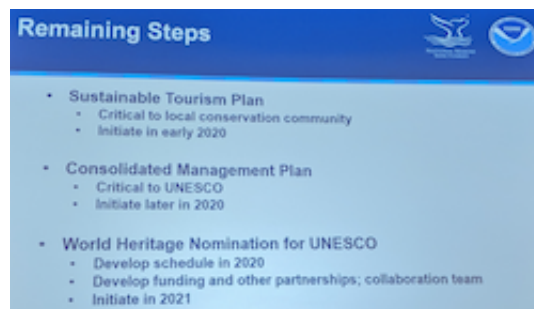 Remaining Steps
• Sustainable Tourism Plan
• Critical to local conservation community
• Initiate in early 2020
• Consolidated Management Plan
• Critical to UNESCO
• Initiate later in 2020
• World Heritage Nomination for UNESCO
• Develop schedule in 2020
• Develop funding and other partnerships; collaboration team
• Initiate in 2021